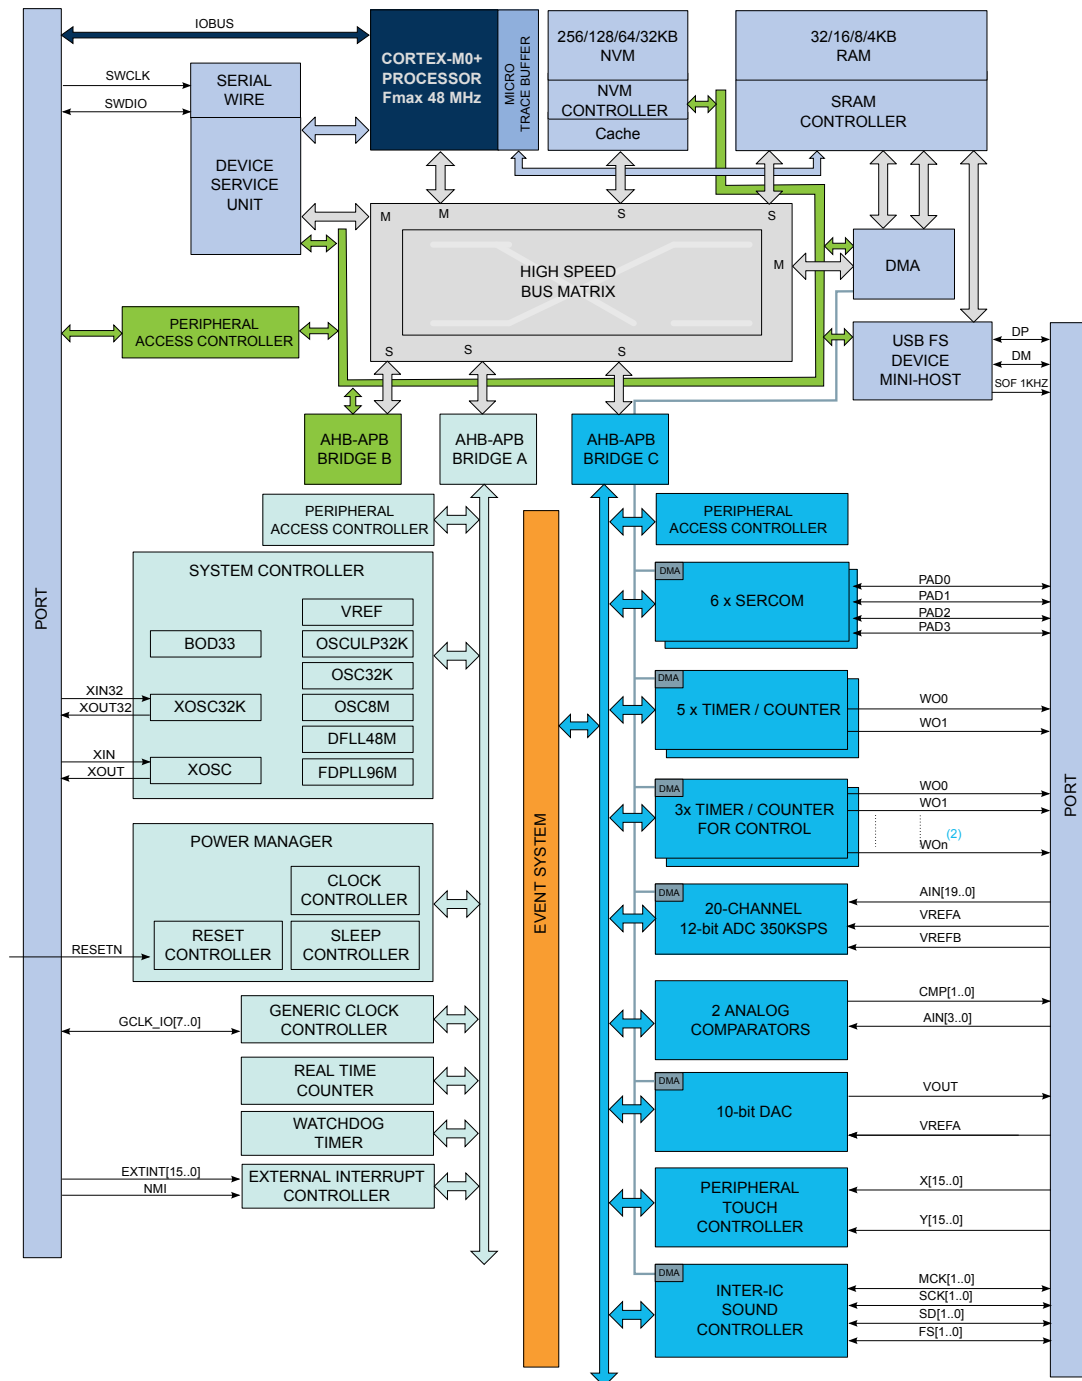 IOBUS
CORTEX-M0+
PROCESSOR
Fmax 48 MHz
MICRO
TRACE BUFFER
256/128/64/32KB
NVM
NVM
CONTROLLER
Cache
32/16/8/4KB
RAM
SRAM
CONTROLLER
SWCLK
SWDIO
SERIAL
WIRE
DEVICE
SERVICE
UNIT
M
M
S
S
M
HIGH SPEED
BUS MATRIX
S
S
S
DMA
PERIPHERAL
ACCESS CONTROLLER
USB FS
DEVICE
MINI-HOST
DP
DM
SOF 1KHZ
AHB-APB
BRIDGE B
AHB-APB
BRIDGE A
AHB-APB
BRIDGE C
PORT
PORT
EVENT SYSTEM
PERIPHERAL
ACCESS CONTROLLER
SYSTEM CONTROLLER
VREF
BOD33
OSCULP32K
OSC32K
XIN32
XOUT32
XOSC32K
OSC8M
DFLL48M
XIN
XOUT
XOSC
FDPLL96M
POWER MANAGER
CLOCK
CONTROLLER
RESETN
RESET
CONTROLLER
SLEEP
CONTROLLER
GCLK_IO[7..0]
GENERIC CLOCK
CONTROLLER
REAL TIME
COUNTER
WATCHDOG
TIMER
EXTINT[15..0]
NMI
EXTERNAL INTERRUPT
CONTROLLER
PERIPHERAL
ACCESS CONTROLLER
DMA
6 x SERCOM
PAD0
PAD1
PAD2
PAD3
DMA
5 x TIMER / COUNTER
WO0
WO1
DMA
3x TIMER / COUNTER
FOR CONTROL
WO0
WO1
(2)
WOn
DMA
20-CHANNEL
12-bit ADC 350KSPS
AIN[19..0]
VREFA
VREFB
2 ANALOG
COMPARATORS
CMP[1..0]
AIN[3..0]
DMA
10-bit DAC
VOUT
VREFA
PERIPHERAL
TOUCH
CONTROLLER
X[15..0]
Y[15..0]
DMA
INTER-IC
SOUND
CONTROLLER
MCK[1..0]
SCK[1..0]
SD[1..0]
FS[1..0]